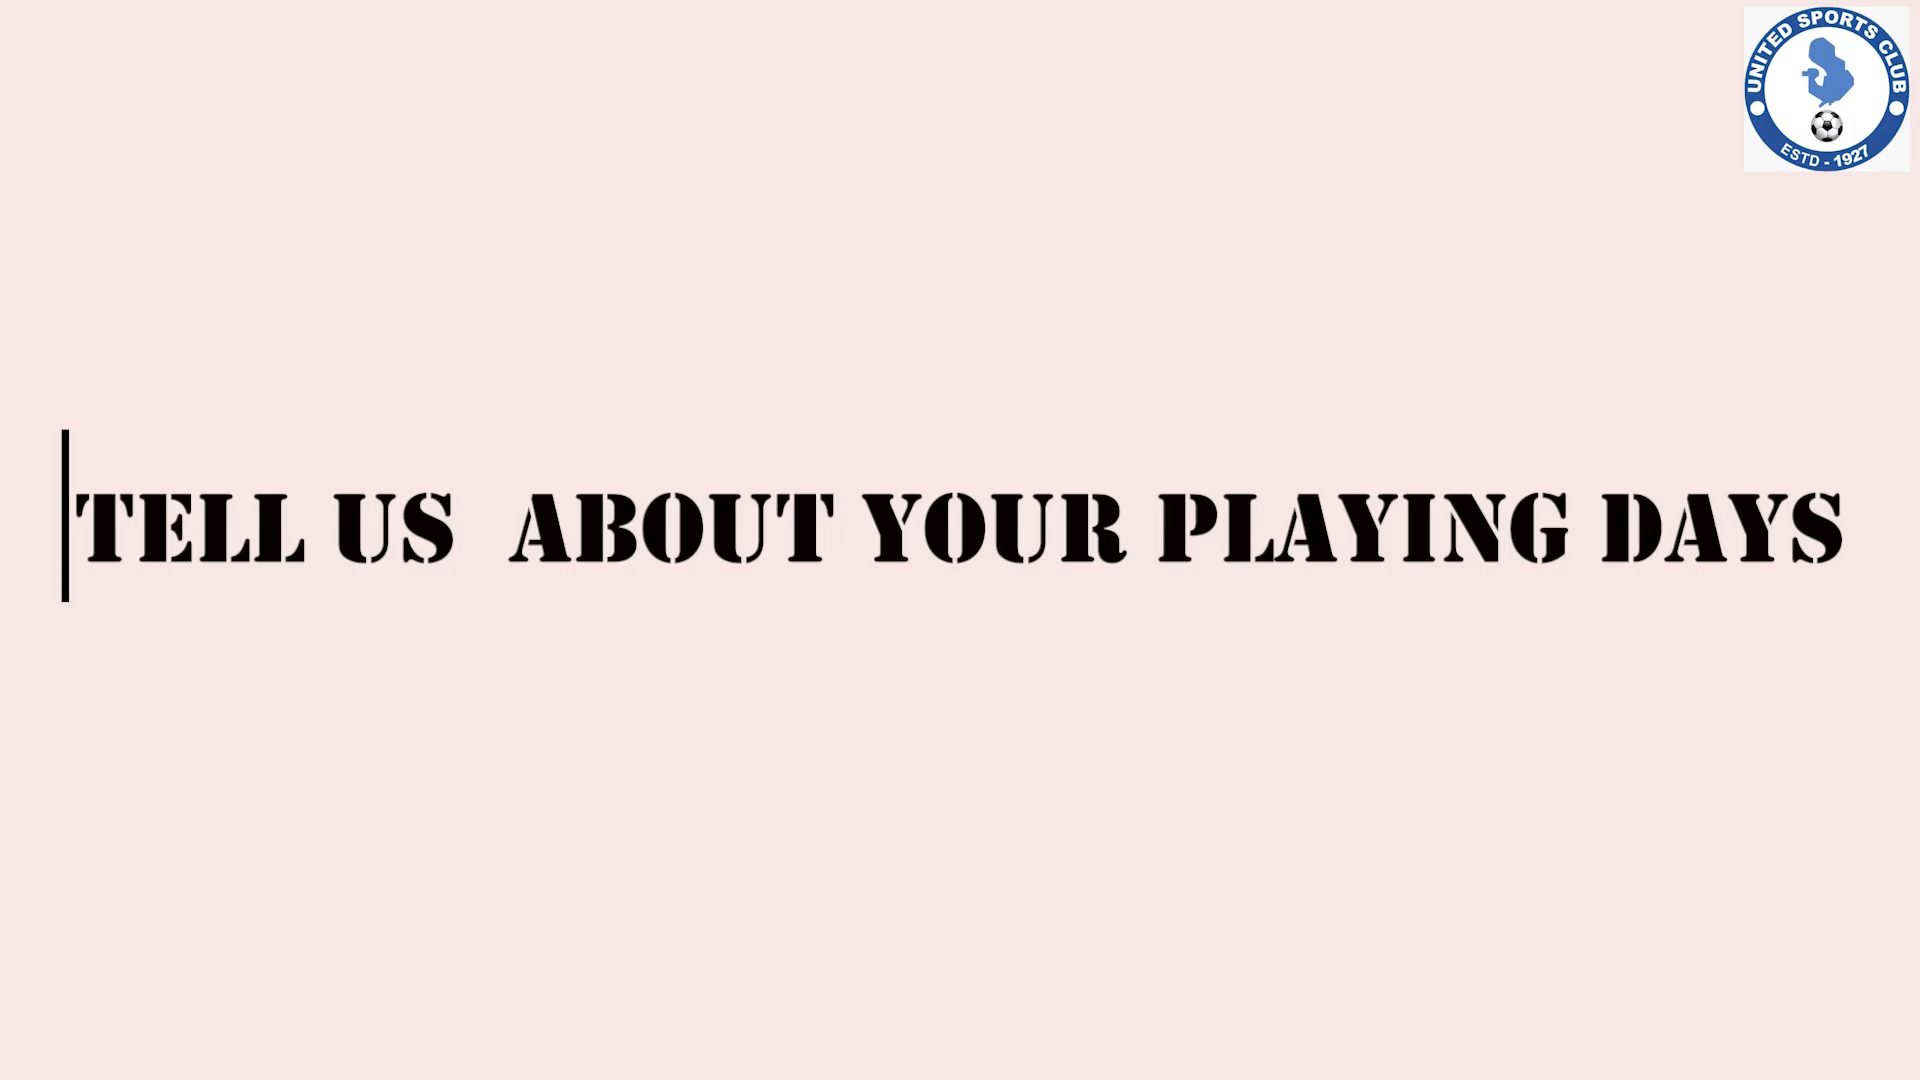 UNITED SPORTS CLUB
ESTD - 1927
TELL US  ABOUT YOUR PLAYING DAYS